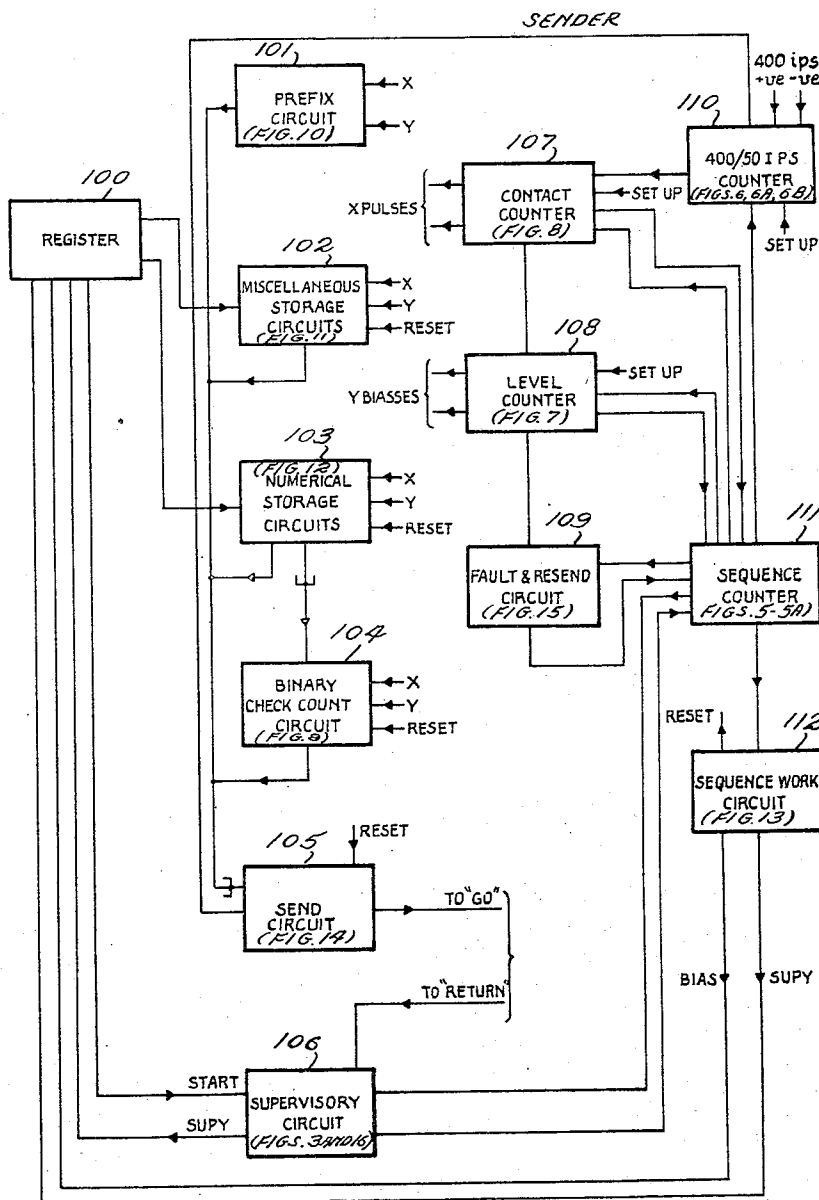 SENDER
101
PREFIX
CIRCUIT
(FIG.10)
X
Y
400 ips
+ve -ve
110
400/50 I P S
COUNTER
(FIGS.6, 6A, 6B)
SET UP
107
CONTACT
COUNTER
(FIG. 8)
SET UP
X PULSES
100
REGISTER
102
MISCELLANEOUS
STORAGE
CIRCUITS
(FIG.11)
X
Y
RESET
108
LEVEL
COUNTER
(FIG.7)
SET UP
Y BIASSES
103
(FIG.12)
NUMERICAL
STORAGE
CIRCUITS
X
Y
RESET
109
FAULT & RESEND
CIRCUIT
(FIG.15)
111
SEQUENCE
COUNTER
FIGS.5-5A)
104
BINARY
CHECK COUNT
CIRCUIT
(FIG.9)
X
Y
RESET
RESET
112
SEQUENCE WORK
CIRCUIT
(FIG.13)
105
RESET
SEND
CIRCUIT
(FIG.14)
TO "GO"
TO "RETURN"
BIAS
SUPY
106
START
SUPY
SUPERVISORY
CIRCUIT
(FIGS.3 AND 16)